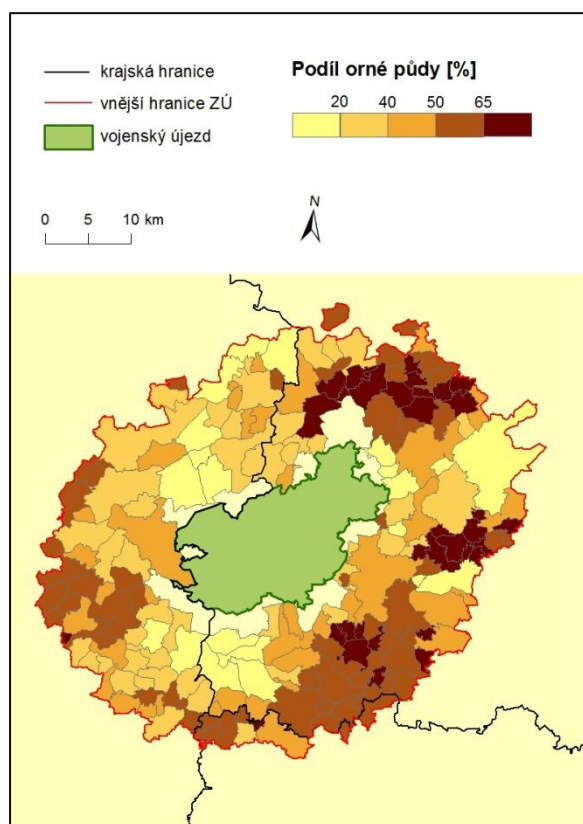 krajská hranice
vnější hranice ZÚ
vojenský újezd
Podíl orné půdy [%]
20 40 50 65
0 5 10 km
N